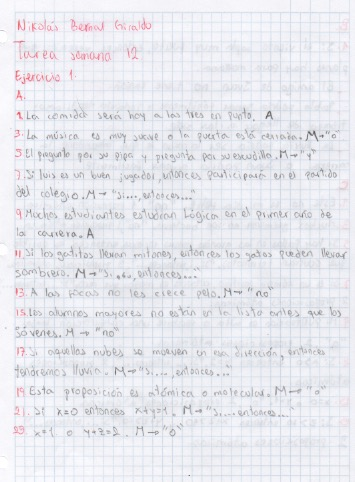 Nikolás Bernal Giraldo
Tarea semana 12
Ejercicio 1
A.
1. La comida será hoy a las tres en punto. A
3. La música es muy suave o la puerta está cerrada. M→"o"
5. El pregunto por su pipa y pregunta por su escudilla. M→"y"
7. Si luis es un buen jugador, entonces participará en el partido
del colegio. M→"Si..., entonces..."
9. Muchos estudiantes estudian Lógica en el primer año de
la carrera. A
11. Si los gatitos llevan mitones, entonces los gatos pueden llevar
sombrero. M→"Si..., entonces..."
13. A las focas no les crece pelo. M→"no"
15. Los alumnos mayores no están en la lista antes que los
jóvenes. M→"no"
17. Si aquellas nubes se mueven en esa dirección, entonces
tendremos lluvia. M→"Si..., entonces..."
19. Esta proposición es atómica o molecular. M→"o"
21. Si x=0 entonces x+y=1. M→"Si... entonces..."
x=1 o y+z=2. M→"o"